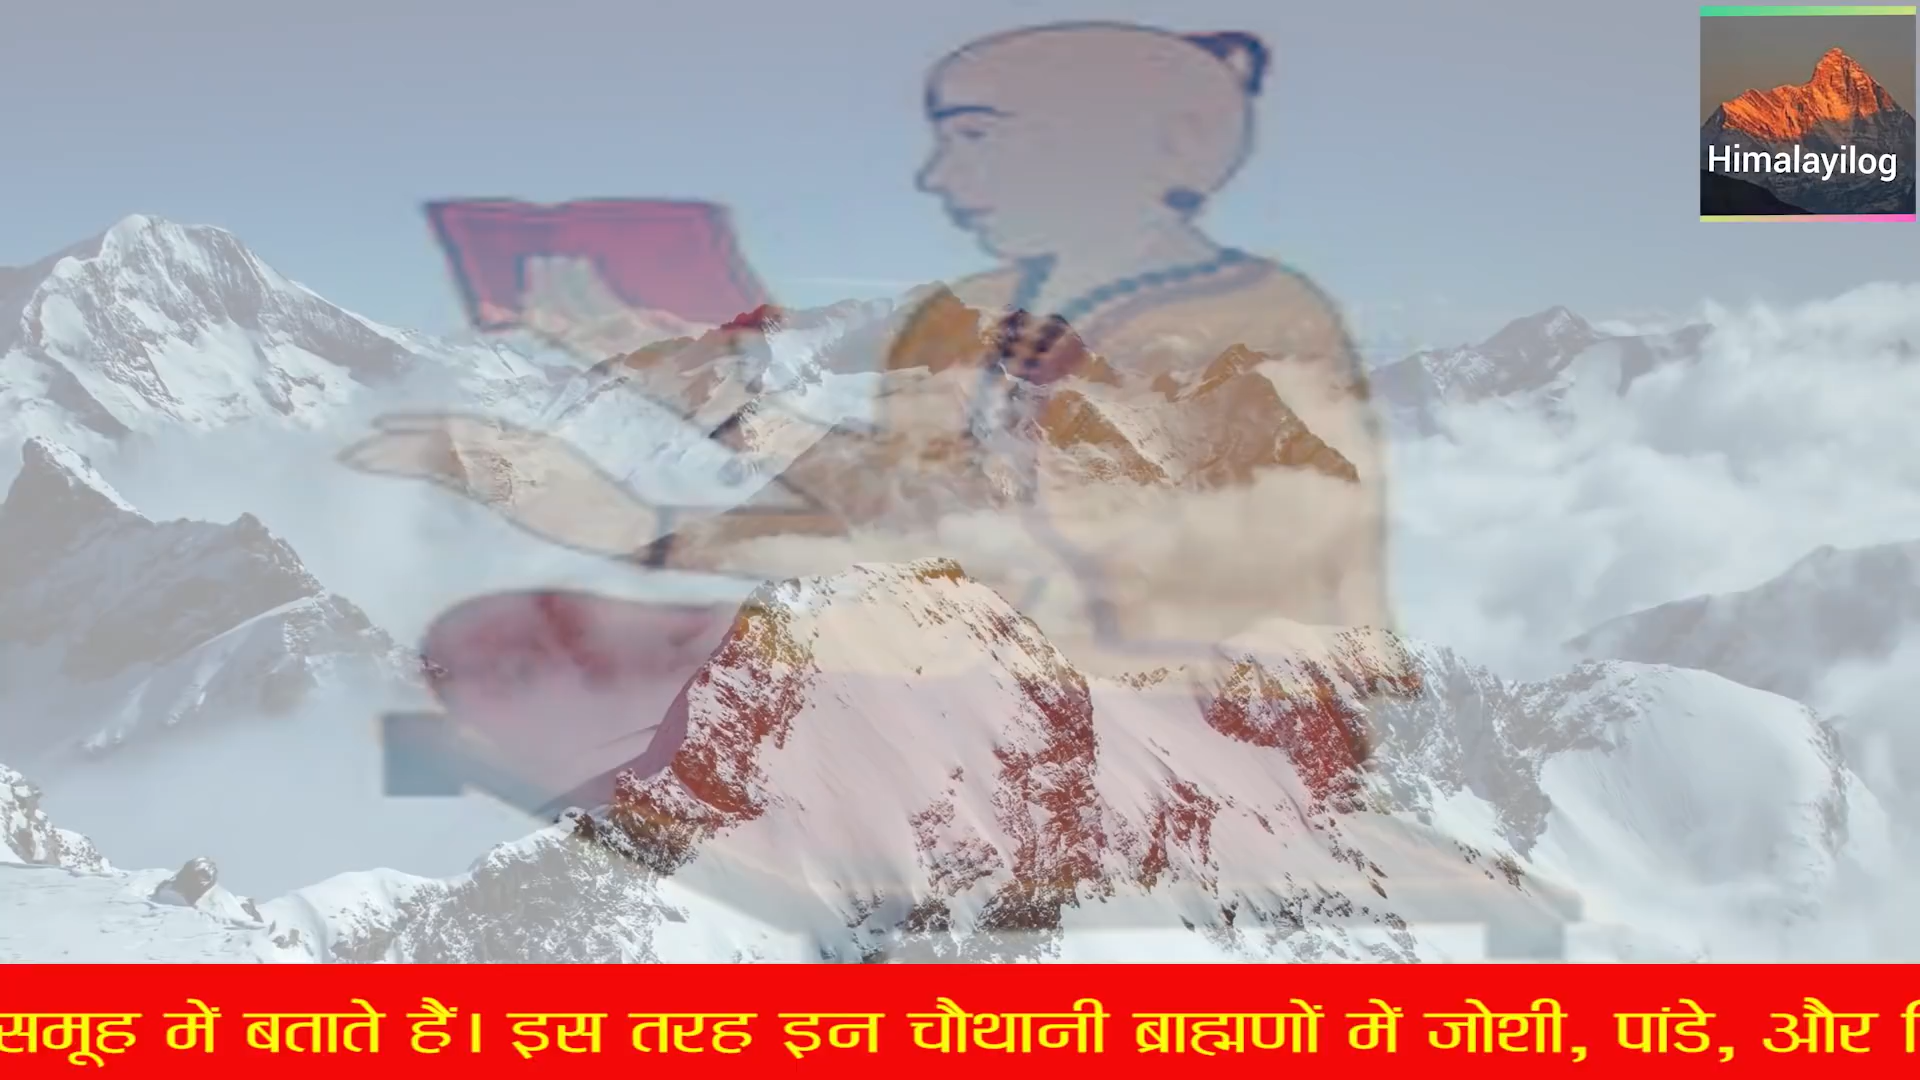 Himalayilog
समूह में बताते हैं। इस तरह इन चौथानी ब्राह्मणों में जोशी, पांडे, और